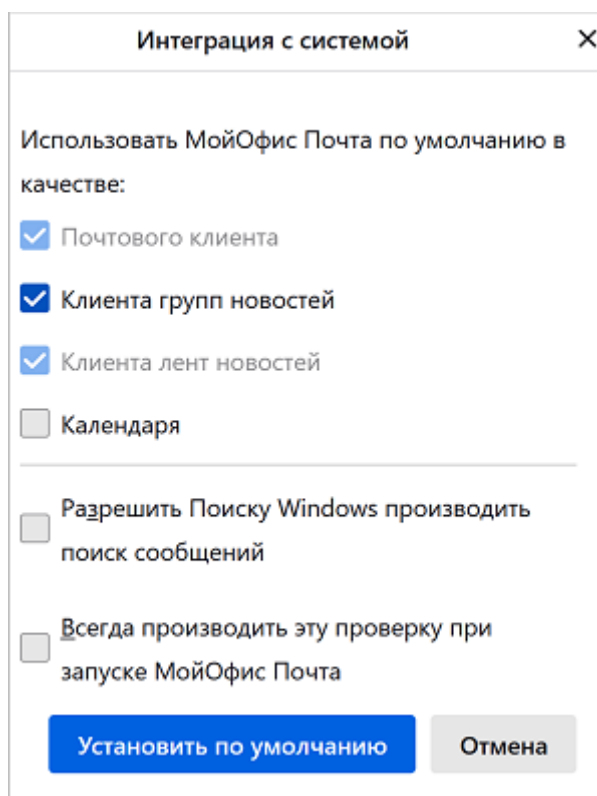 Интеграция с системой
Использовать МойОфис Почта по умолчанию в
качестве:
Почтового клиента
Клиента групп новостей
Клиента лент новостей
Календаря
Разрешить Поиску Windows производить
поиск сообщений
Всегда производить эту проверку при
запуске МойОфис Почта
Установить по умолчанию Отмена